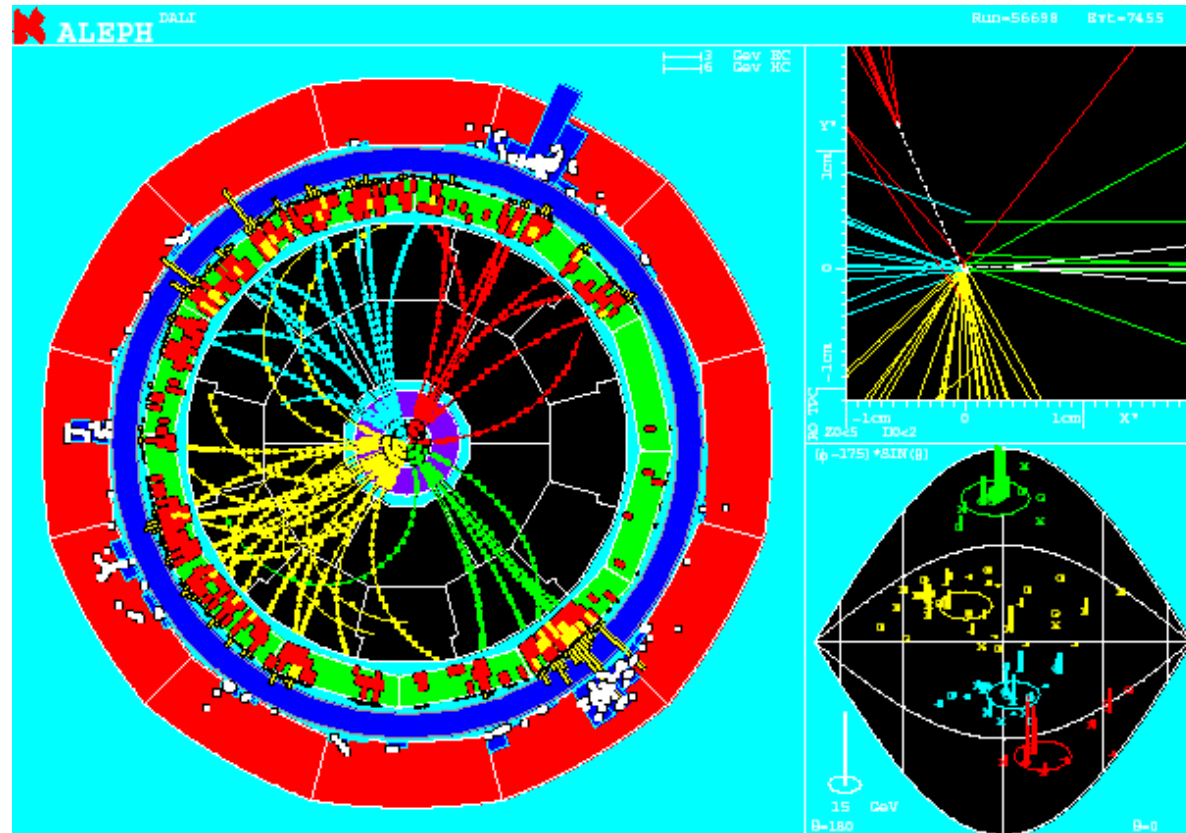 ALEPH DALI Run=56698 Evt=7455
3 Gev EC
6 Gev HC
Y"
1cm
0
-1cm
RO TPC
-1cm 0 1cm X"
Z0<5 D0<2
(φ-175)*SIN(θ)
15 GeV
θ=180 θ=0